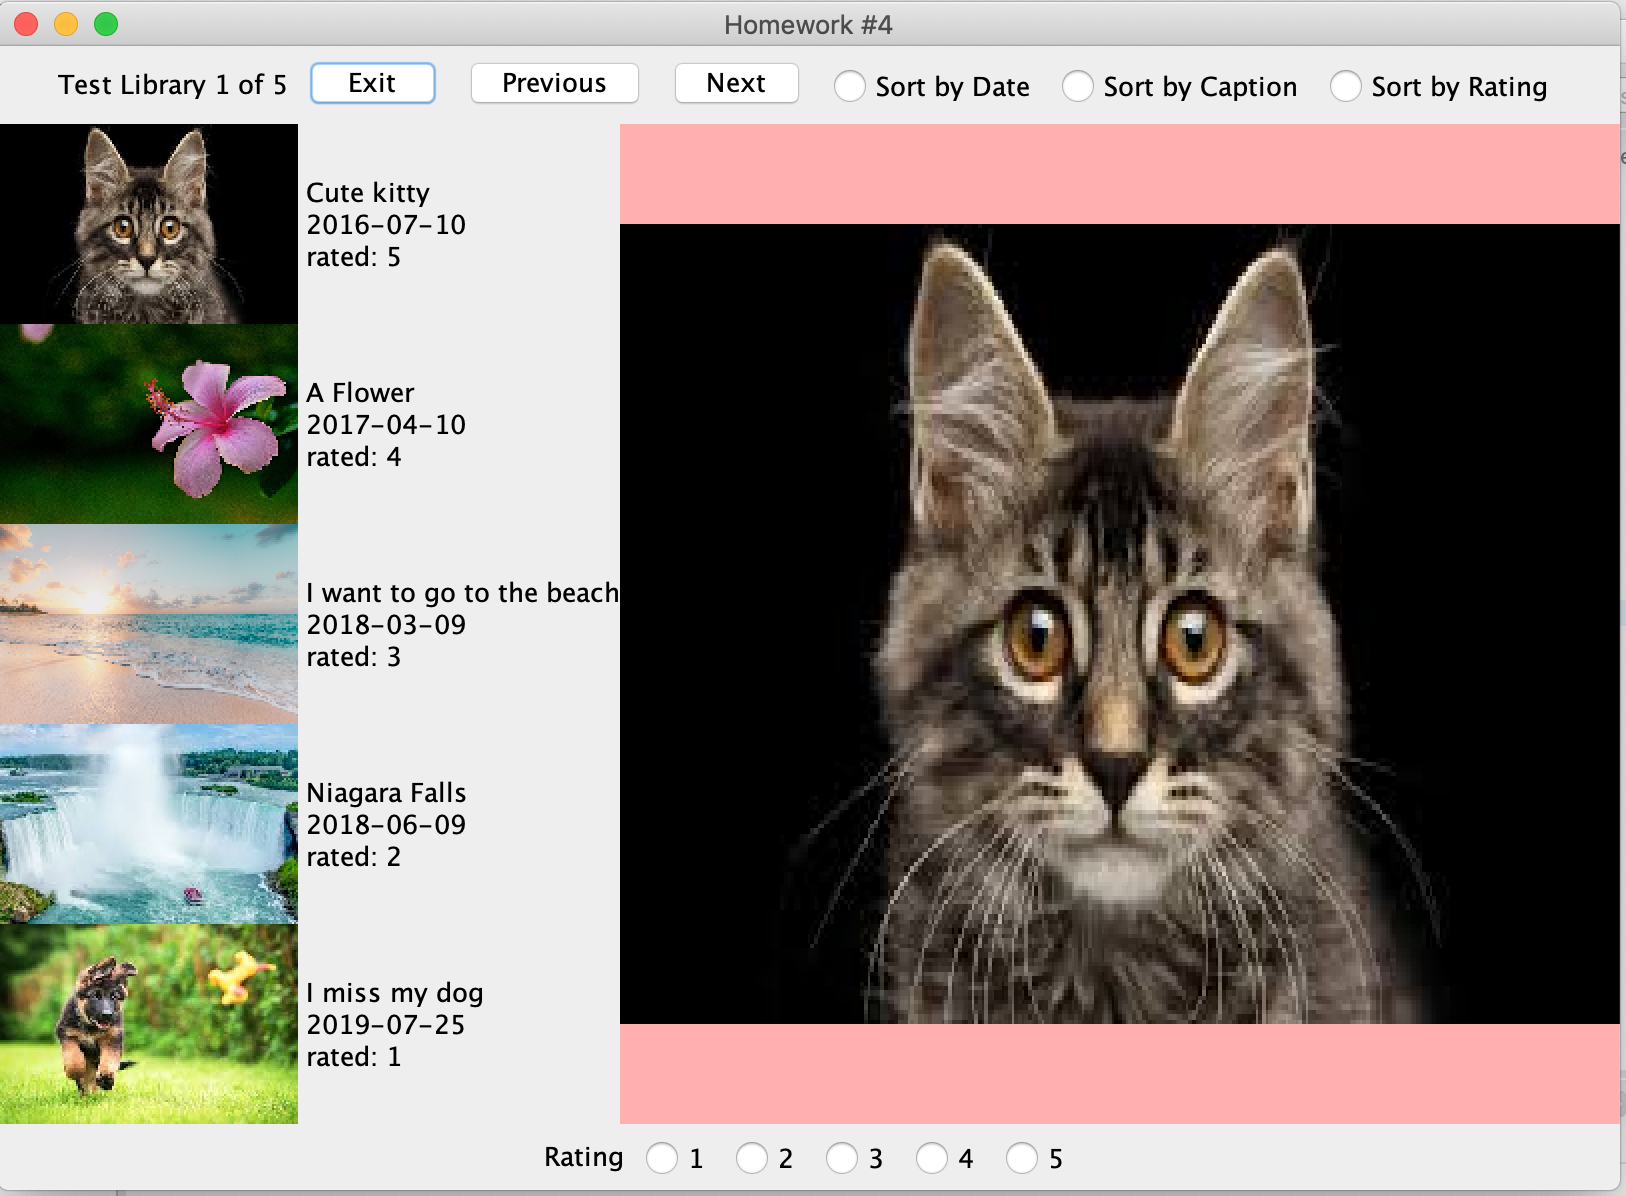 Homework #4
Test Library 1 of 5 Exit Previous Next Sort by Date Sort by Caption Sort by Rating
Cute kitty
2016-07-10
rated: 5
A Flower
2017-04-10
rated: 4
I want to go to the beach
2018-03-09
rated: 3
Niagara Falls
2018-06-09
rated: 2
I miss my dog
2019-07-25
rated: 1
Rating 1 2 3 4 5